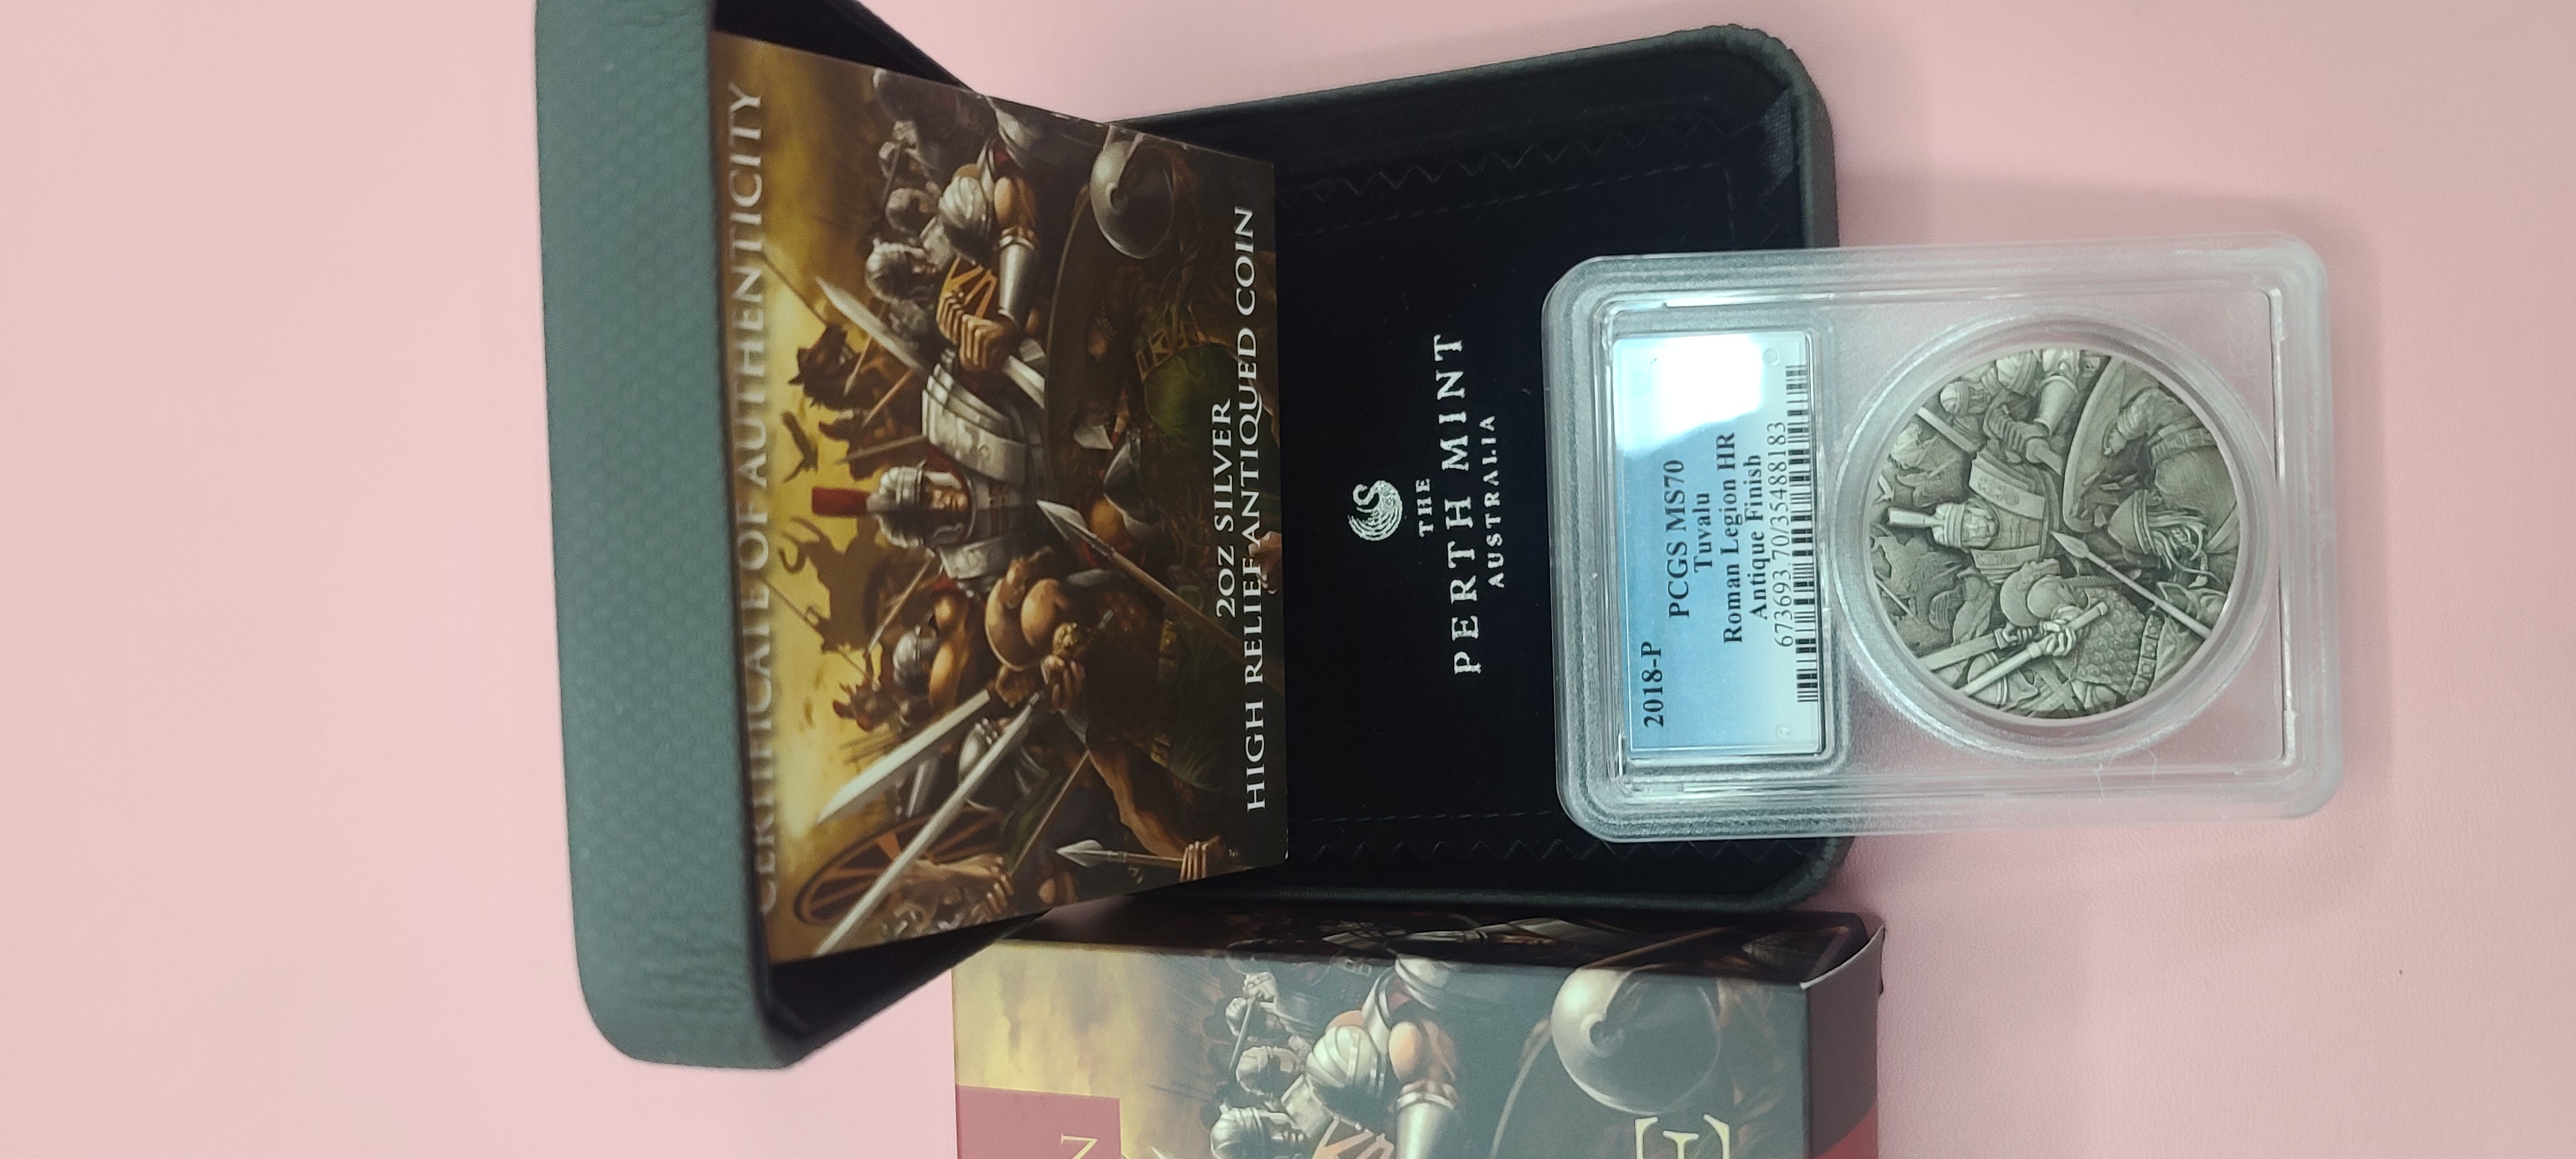 CERTIFICATE OF AUTHENTICITY
2OZ SILVER
HIGH RELIEF ANTIQUED COIN
THE
PERTH MINT
AUSTRALIA
2018-P
PCGS MS70
Tuvalu
Roman Legion HR
Antique Finish
673693.70/35488183